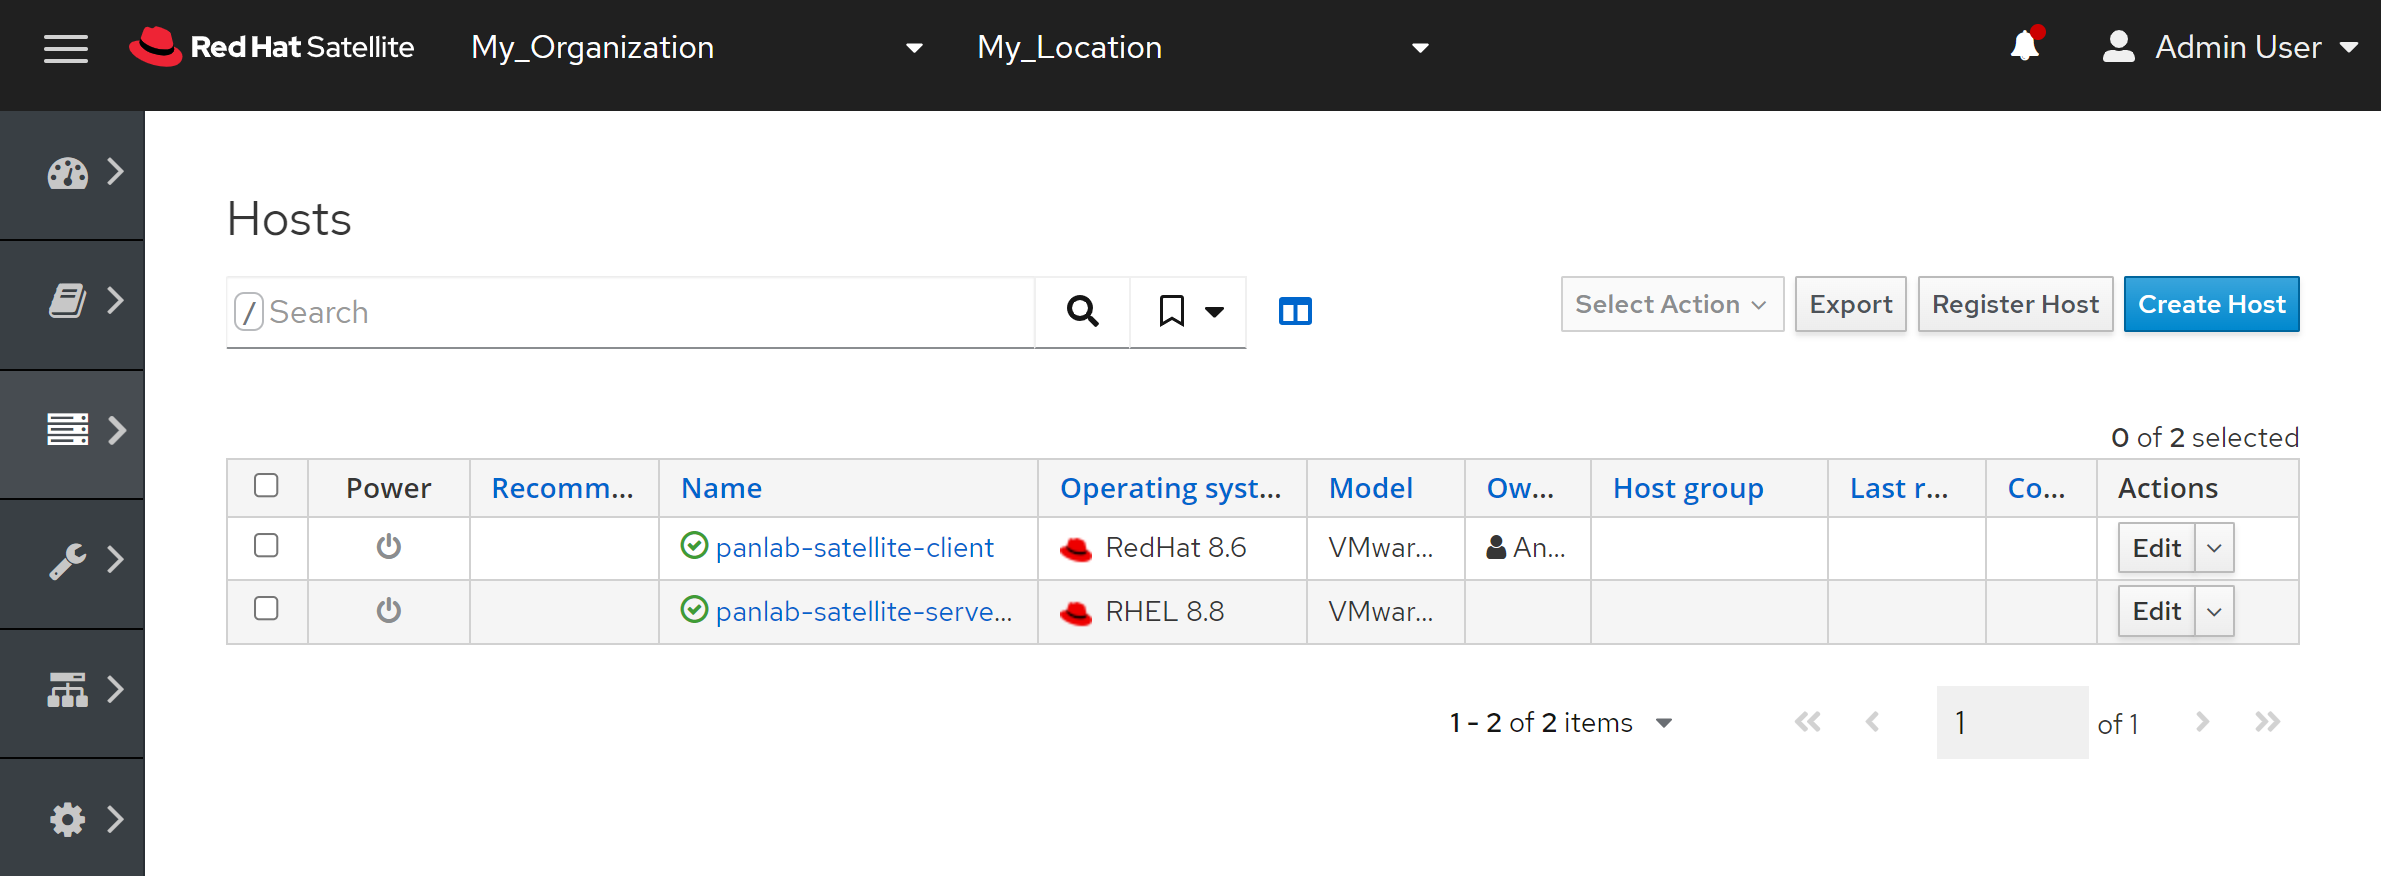 Red Hat Satellite My_Organization My_Location Admin User
Hosts
/ Search Select Action Export Register Host Create Host
0 of 2 selected
Power Recomm... Name Operating syst... Model Ow... Host group Last r... Co... Actions
panlab-satellite-client RedHat 8.6 VMwar... An... Edit
panlab-satellite-serve... RHEL 8.8 VMwar... Edit
1 - 2 of 2 items 1 of 1